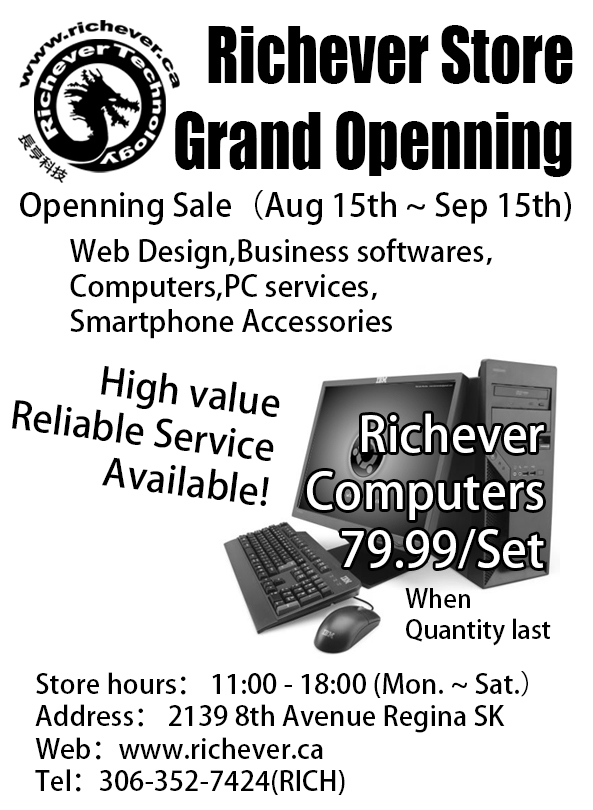 www.richever.ca
Richever Technology
長亨科技
Richever Store
Grand Openning
Openning Sale（Aug 15th ~ Sep 15th)
Web Design,Business softwares,
Computers,PC services,
Smartphone Accessories
High value
Reliable Service
Available!
IBM
Richever
Computers
79.99/Set
When
Quantity last
Store hours： 11:00 - 18:00 (Mon. ~ Sat.）
Address： 2139 8th Avenue Regina SK
Web：www.richever.ca
Tel：306-352-7424(RICH)